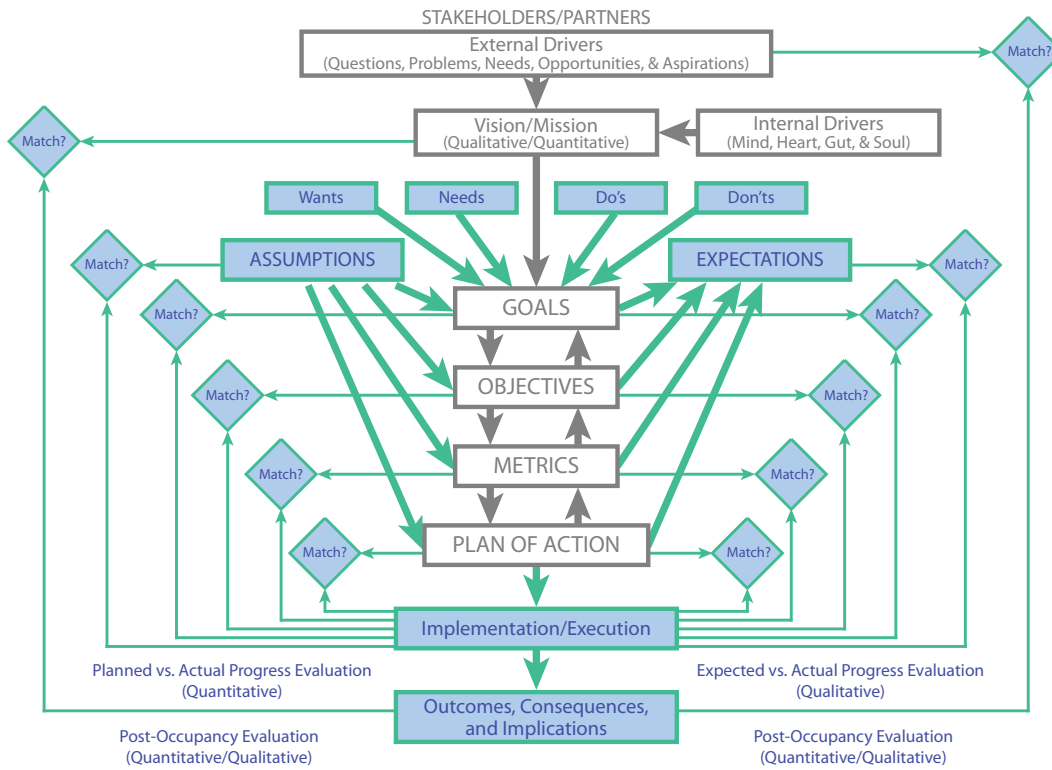 STAKEHOLDERS/PARTNERS
External Drivers
(Questions, Problems, Needs, Opportunities, & Aspirations)
Match?
Match?
Vision/Mission
(Qualitative/Quantitative)
Internal Drivers
(Mind, Heart, Gut, & Soul)
Wants
Needs
Do's
Don'ts
Match?
ASSUMPTIONS
EXPECTATIONS
Match?
Match?
GOALS
Match?
Match?
OBJECTIVES
Match?
Match?
METRICS
Match?
Match?
PLAN OF ACTION
Match?
Implementation/Execution
Planned vs. Actual Progress Evaluation
(Quantitative)
Expected vs. Actual Progress Evaluation
(Qualitative)
Outcomes, Consequences,
and Implications
Post-Occupancy Evaluation
(Quantitative/Qualitative)
Post-Occupancy Evaluation
(Quantitative/Qualitative)